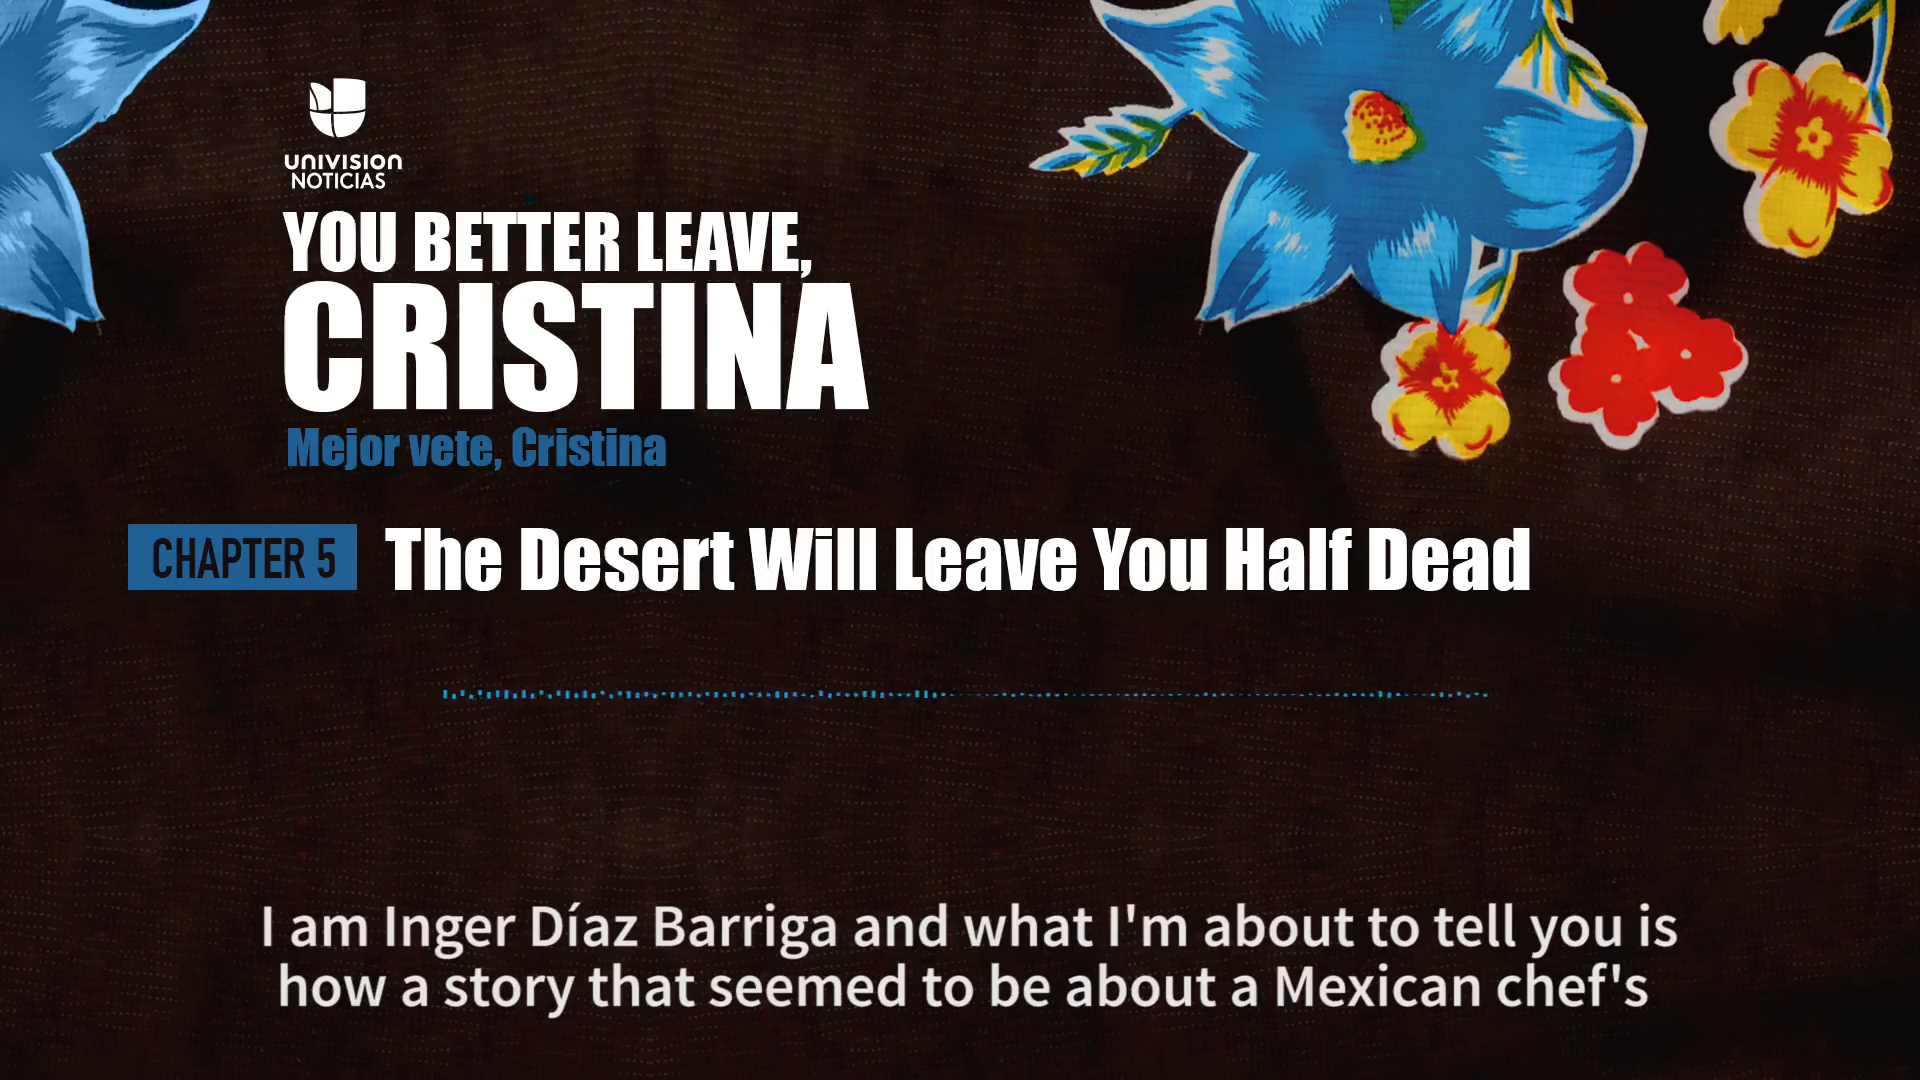 UNIVISION
NOTICIAS
YOU BETTER LEAVE,
CRISTINA
Mejor vete, Cristina
CHAPTER 5 The Desert Will Leave You Half Dead
I am Inger Díaz Barriga and what I'm about to tell you is
how a story that seemed to be about a Mexican chef's